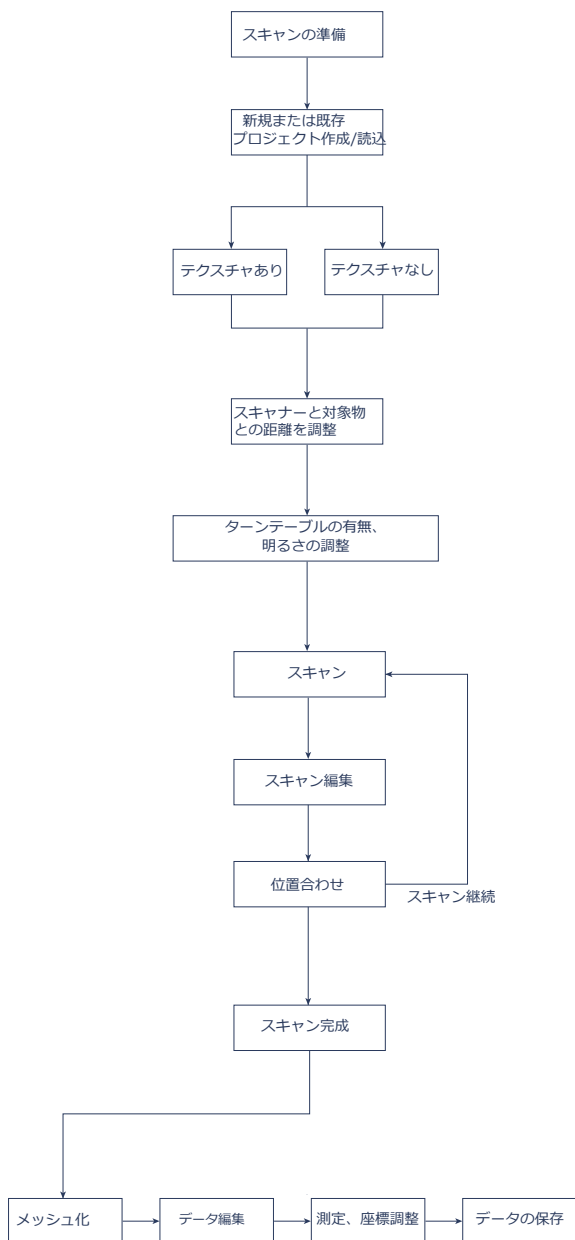 スキャンの準備
新規または既存
プロジェクト作成/読込
テクスチャあり
テクスチャなし
スキャナーと対象物
との距離を調整
ターンテーブルの有無、
明るさの調整
スキャン
スキャン編集
位置合わせ
スキャン継続
スキャン完成
メッシュ化
データ編集
測定、座標調整
データの保存